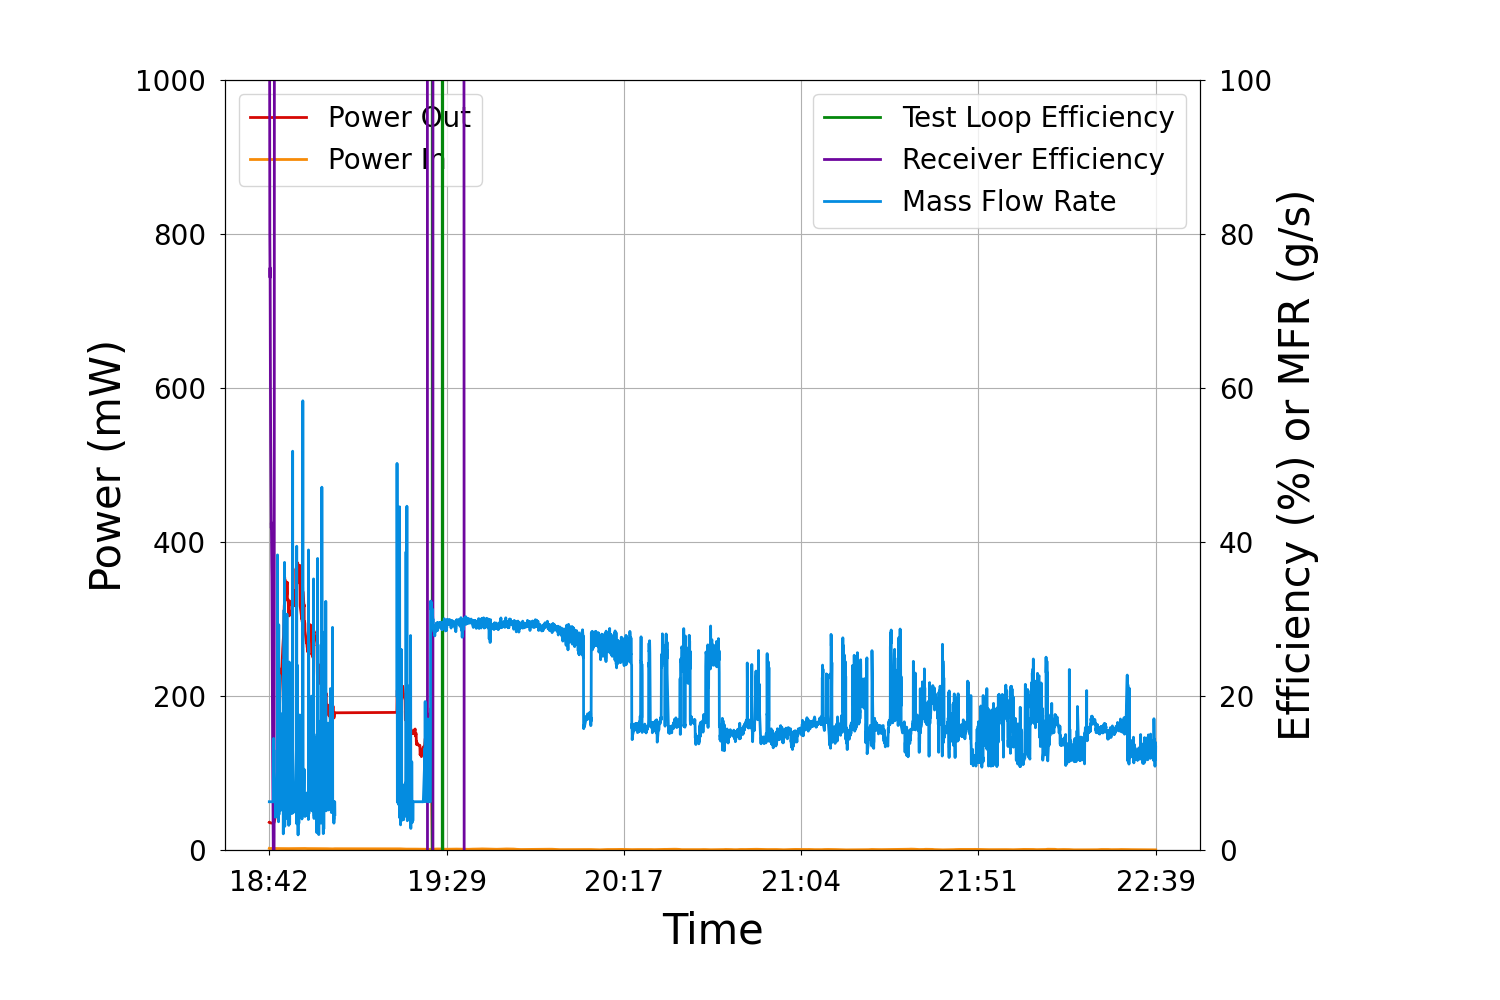 1000
800
600
400
200
0
Power (mW)
Power Out
Power In
Test Loop Efficiency
Receiver Efficiency
Mass Flow Rate
100
80
60
40
20
0
Efficiency (%) or MFR (g/s)
18:42 19:29 20:17 21:04 21:51 22:39
Time